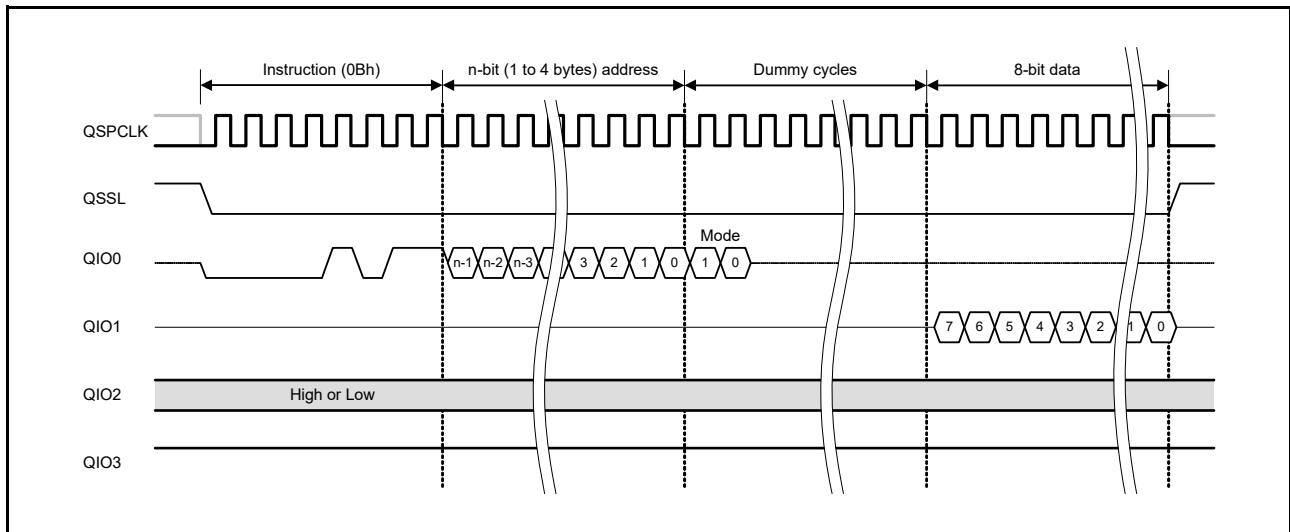 Instruction (0Bh) n-bit (1 to 4 bytes) address Dummy cycles 8-bit data
QSPCLK
QSSL
Mode
QIO0 n-1 n-2 n-3 3 2 1 0 1 0
QIO1 7 6 5 4 3 2 1 0
QIO2 High or Low
QIO3